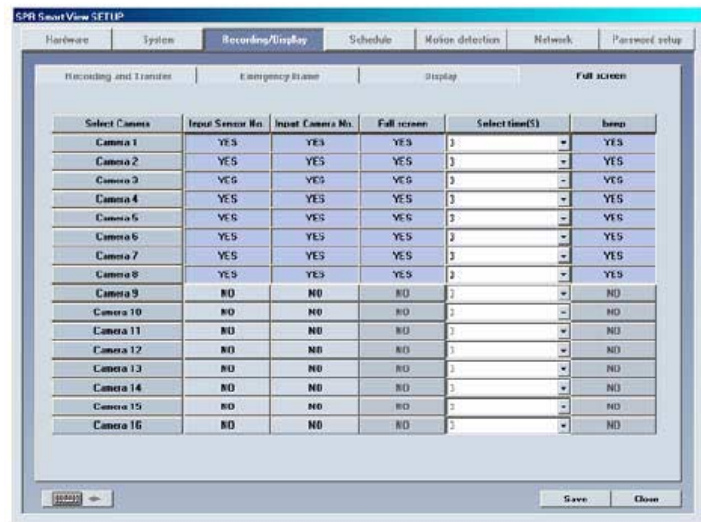 SPR SmartView SETUP
Hardware System Recording/Display Schedule Motion detection Network Password setup
Recording and Transfer Emergency Frame Display Full screen
Select Camera Input Sensor No. Input Camera No. Full screen Select time(S) beep
Camera 1 YES YES YES 3 YES
Camera 2 YES YES YES 3 YES
Camera 3 YES YES YES 3 YES
Camera 4 YES YES YES 3 YES
Camera 5 YES YES YES 3 YES
Camera 6 YES YES YES 3 YES
Camera 7 YES YES YES 3 YES
Camera 8 YES YES YES 3 YES
Camera 9 NO NO NO 3 NO
Camera 10 NO NO NO 3 NO
Camera 11 NO NO NO 3 NO
Camera 12 NO NO NO 3 NO
Camera 13 NO NO NO 3 NO
Camera 14 NO NO NO 3 NO
Camera 15 NO NO NO 3 NO
Camera 16 NO NO NO 3 NO
Save Close